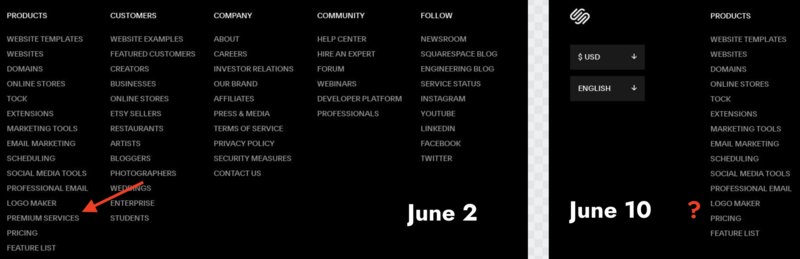 PRODUCTS
WEBSITE TEMPLATES
WEBSITES
DOMAINS
ONLINE STORES
TOCK
EXTENSIONS
MARKETING TOOLS
EMAIL MARKETING
SCHEDULING
SOCIAL MEDIA TOOLS
PROFESSIONAL EMAIL
LOGO MAKER
PREMIUM SERVICES
PRICING
FEATURE LIST
CUSTOMERS
WEBSITE EXAMPLES
FEATURED CUSTOMERS
CREATORS
BUSINESSES
ONLINE STORES
ETSY SELLERS
RESTAURANTS
ARTISTS
BLOGGERS
PHOTOGRAPHERS
WEDDINGS
ENTERPRISE
STUDENTS
COMPANY
ABOUT
CAREERS
INVESTOR RELATIONS
OUR BRAND
AFFILIATES
PRESS & MEDIA
TERMS OF SERVICE
PRIVACY POLICY
SECURITY MEASURES
CONTACT US
COMMUNITY
HELP CENTER
HIRE AN EXPERT
FORUM
WEBINARS
DEVELOPER PLATFORM
PROFESSIONALS
FOLLOW
NEWSROOM
SQUARESPACE BLOG
ENGINEERING BLOG
SERVICE STATUS
INSTAGRAM
YOUTUBE
LINKEDIN
FACEBOOK
TWITTER
June 2
$ USD
ENGLISH
June 10
?
PRODUCTS
WEBSITE TEMPLATES
WEBSITES
DOMAINS
ONLINE STORES
TOCK
EXTENSIONS
MARKETING TOOLS
EMAIL MARKETING
SCHEDULING
SOCIAL MEDIA TOOLS
PROFESSIONAL EMAIL
LOGO MAKER
PRICING
FEATURE LIST